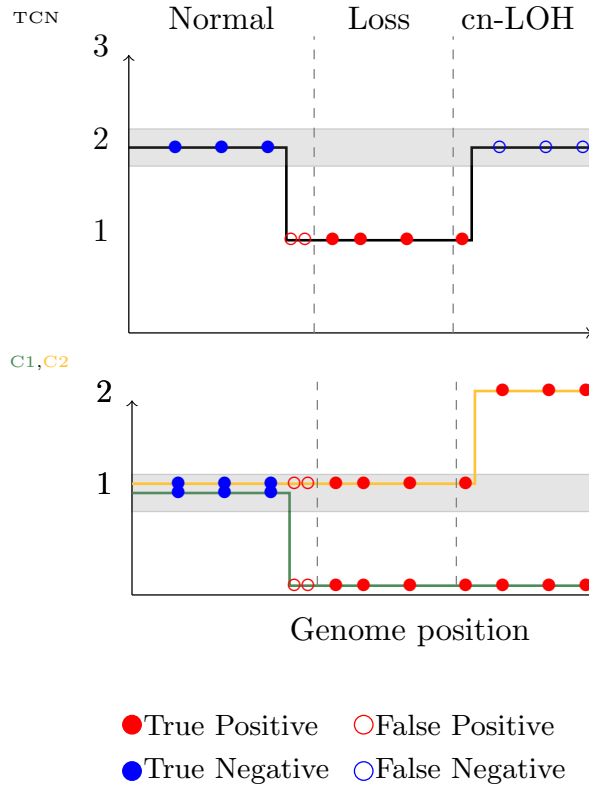 TCN
Normal Loss cn-LOH
3
2
1
C1,C2
2
1
Genome position
True Positive False Positive
True Negative False Negative